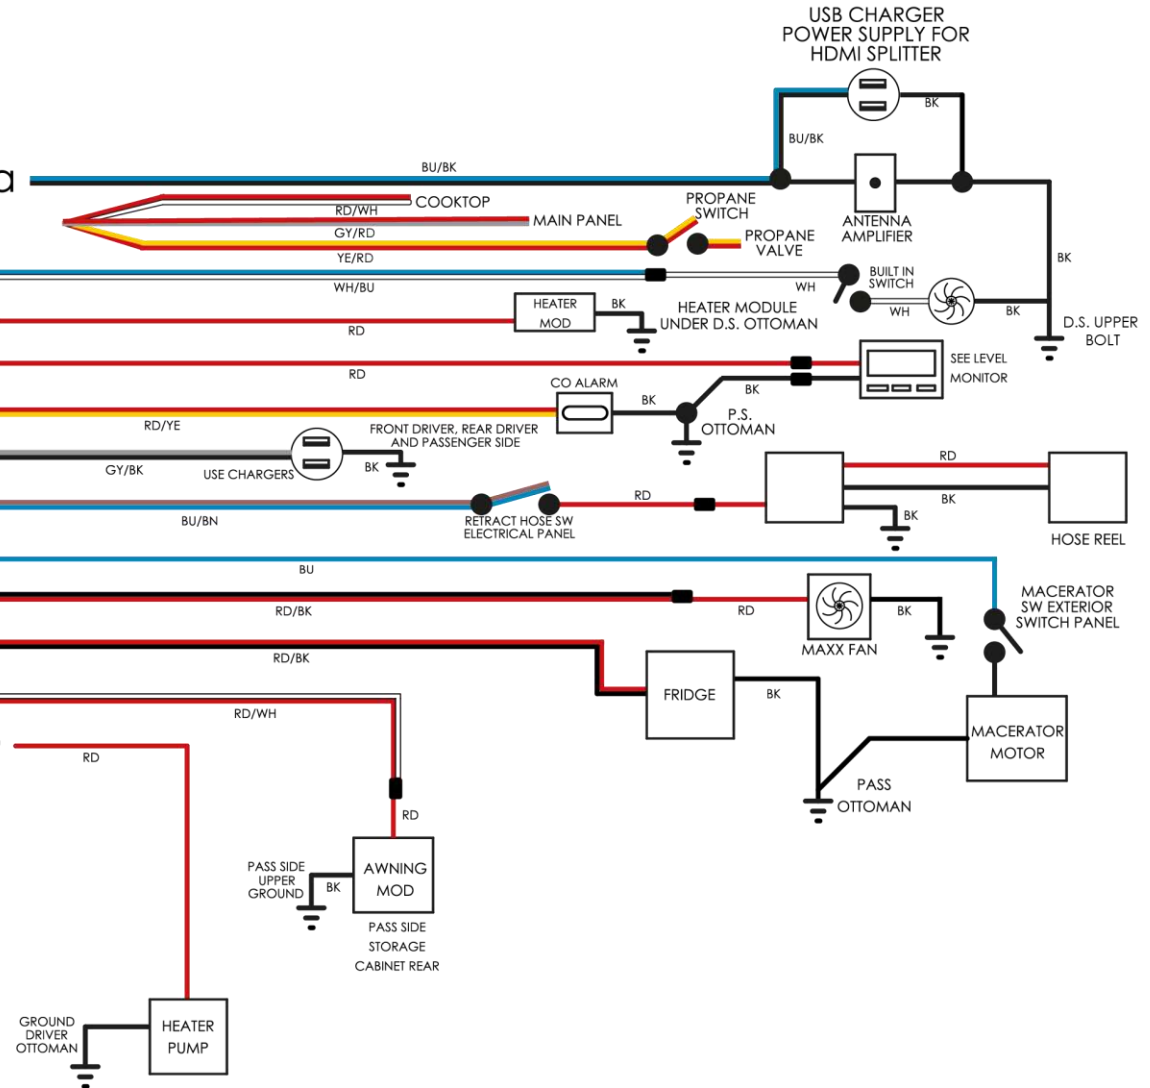 USB CHARGER
POWER SUPPLY FOR
HDMI SPLITTER
BK
BU/BK
a
BU/BK
COOKTOP
RD/WH
MAIN PANEL
GY/RD
YE/RD
PROPANE
SWITCH
PROPANE
VALVE
ANTENNA
AMPLIFIER
BK
WH/BU
WH
BUILT IN
SWITCH
WH
BK
D.S. UPPER
BOLT
HEATER
MOD
BK
HEATER MODULE
UNDER D.S. OTTOMAN
RD
RD
SEE LEVEL
MONITOR
BK
CO ALARM
BK
P.S.
OTTOMAN
RD/YE
FRONT DRIVER, REAR DRIVER
AND PASSENGER SIDE
GY/BK
USE CHARGERS
BK
BU/BN
RETRACT HOSE SW
ELECTRICAL PANEL
RD
RD
BK
BK
HOSE REEL
BU
MACERATOR
SW EXTERIOR
SWITCH PANEL
RD/BK
RD
BK
MAXX FAN
RD/BK
FRIDGE
BK
MACERATOR
MOTOR
PASS
OTTOMAN
RD/WH
RD
RD
AWNING
MOD
PASS SIDE
UPPER
GROUND
BK
PASS SIDE
STORAGE
CABINET REAR
GROUND
DRIVER
OTTOMAN
HEATER
PUMP